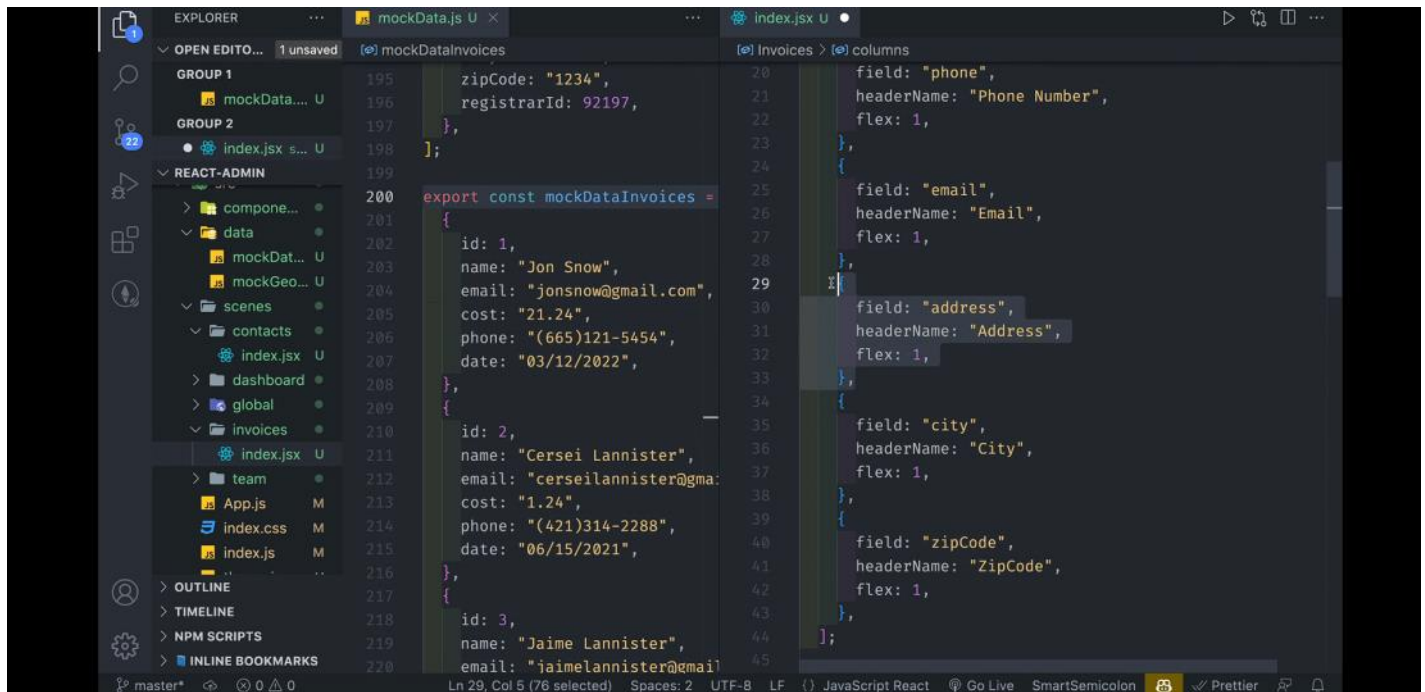 EXPLORER ...
1
OPEN EDITO... 1 unsaved
GROUP 1
JS mockData.... U
GROUP 2
index.jsx s... U
22
REACT-ADMIN
compone...
data
JS mockDat... U
JS mockGeo... U
scenes
contacts
index.jsx U
dashboard
global
invoices
index.jsx U
team
JS App.js M
index.css M
JS index.js M
OUTLINE
TIMELINE
NPM SCRIPTS
INLINE BOOKMARKS
JS mockData.js U × ...
mockDataInvoices
195 zipCode: "1234",
196 registrarId: 92197,
197 },
198 ];
199
200 export const mockDataInvoices =
201 {
202 id: 1,
203 name: "Jon Snow",
204 email: "jonsnow@gmail.com",
205 cost: "21.24",
206 phone: "(665)121-5454",
207 date: "03/12/2022",
208 },
209 {
210 id: 2,
211 name: "Cersei Lannister",
212 email: "cerseilannister@gma
213 cost: "1.24",
214 phone: "(421)314-2288",
215 date: "06/15/2021",
216 },
217 {
218 id: 3,
219 name: "Jaime Lannister",
220 email: "jaimelannister@gmail
index.jsx U ● ...
Invoices > columns
20 field: "phone",
21 headerName: "Phone Number",
22 flex: 1,
23 },
24 {
25 field: "email",
26 headerName: "Email",
27 flex: 1,
28 },
29 {
30 field: "address",
31 headerName: "Address",
32 flex: 1,
33 },
34 {
35 field: "city",
36 headerName: "City",
37 flex: 1,
38 },
39 {
40 field: "zipCode",
41 headerName: "ZipCode",
42 flex: 1,
43 },
44 ];
45
master* 0 0 Ln 29, Col 5 (76 selected) Spaces: 2 UTF-8 LF {} JavaScript React Go Live SmartSemicolon Prettier